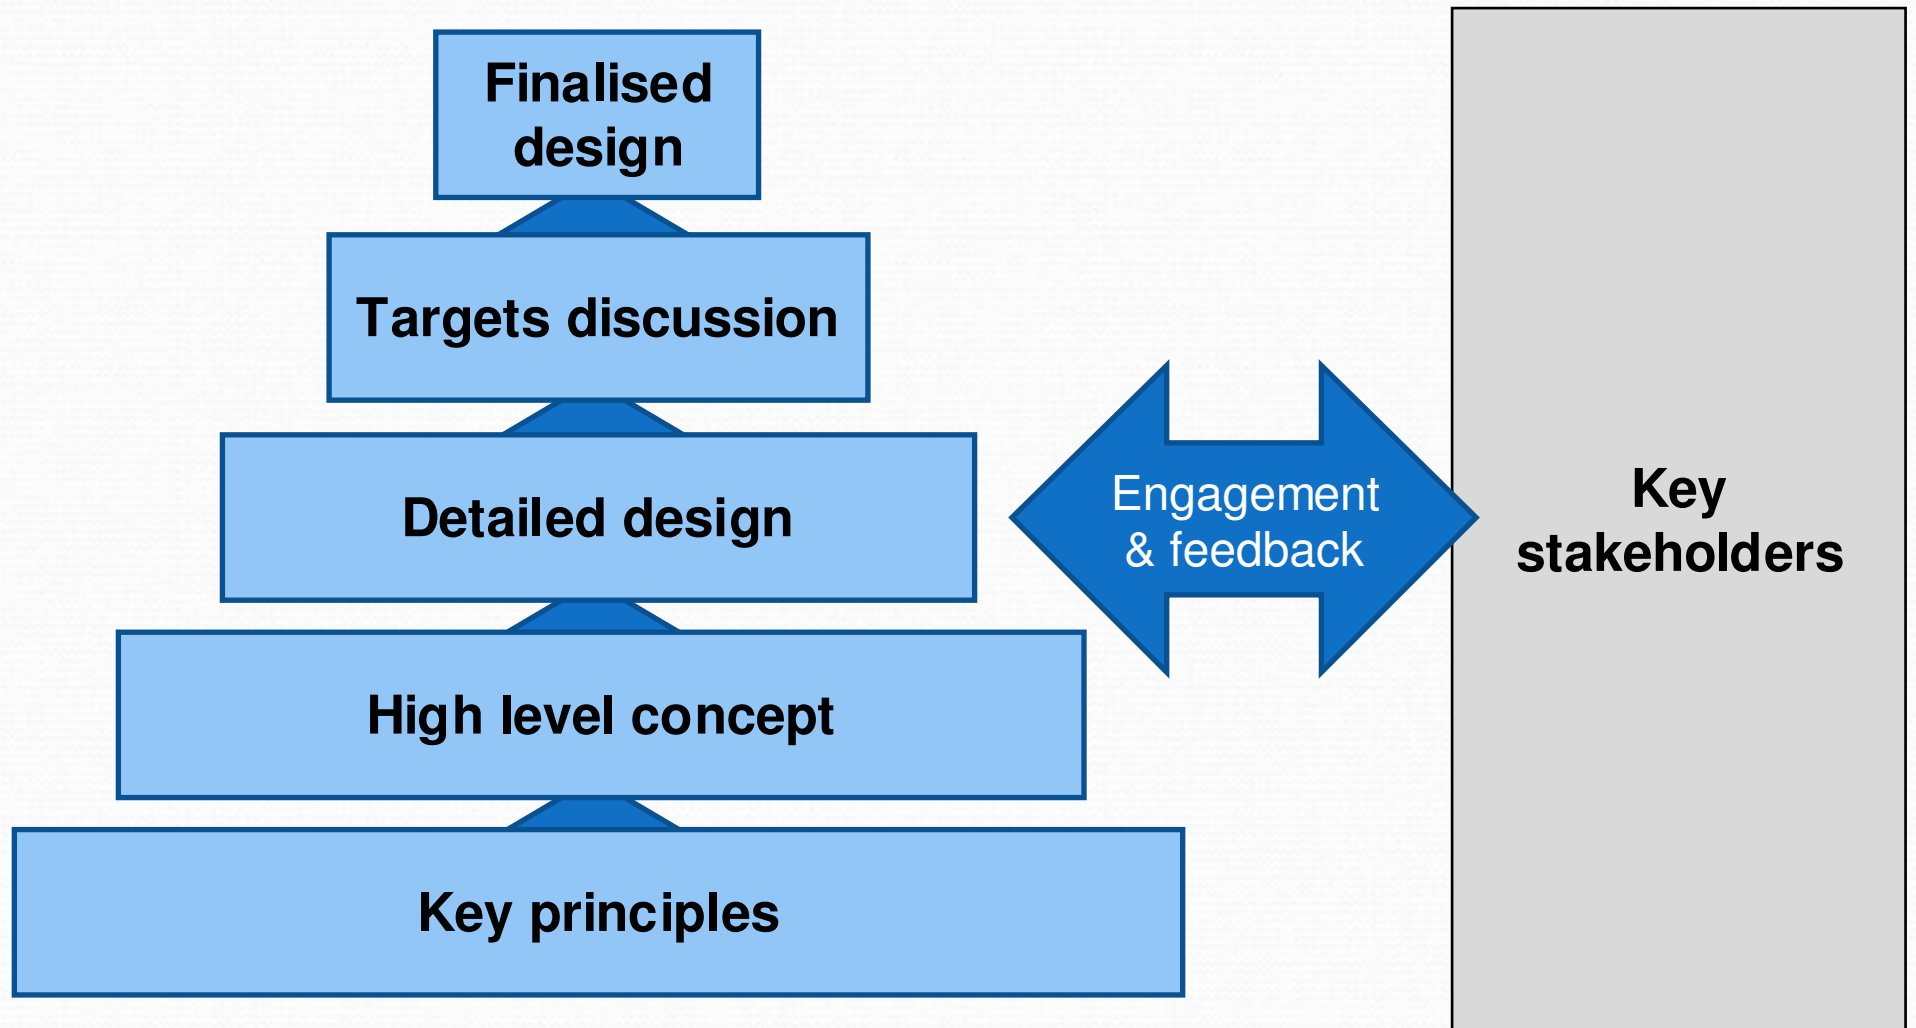 Finalised
design
Targets discussion
Detailed design
High level concept
Key principles
Engagement
& feedback
Key
stakeholders